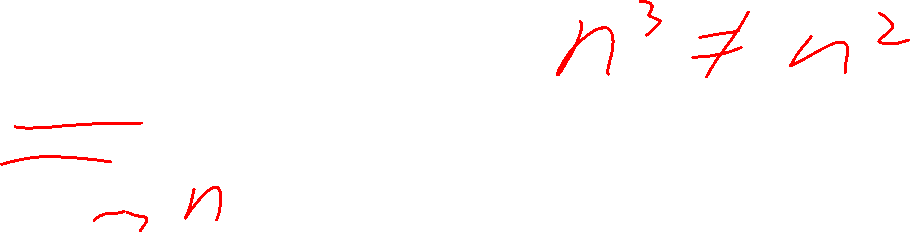 n³ ≠ n²
=
n